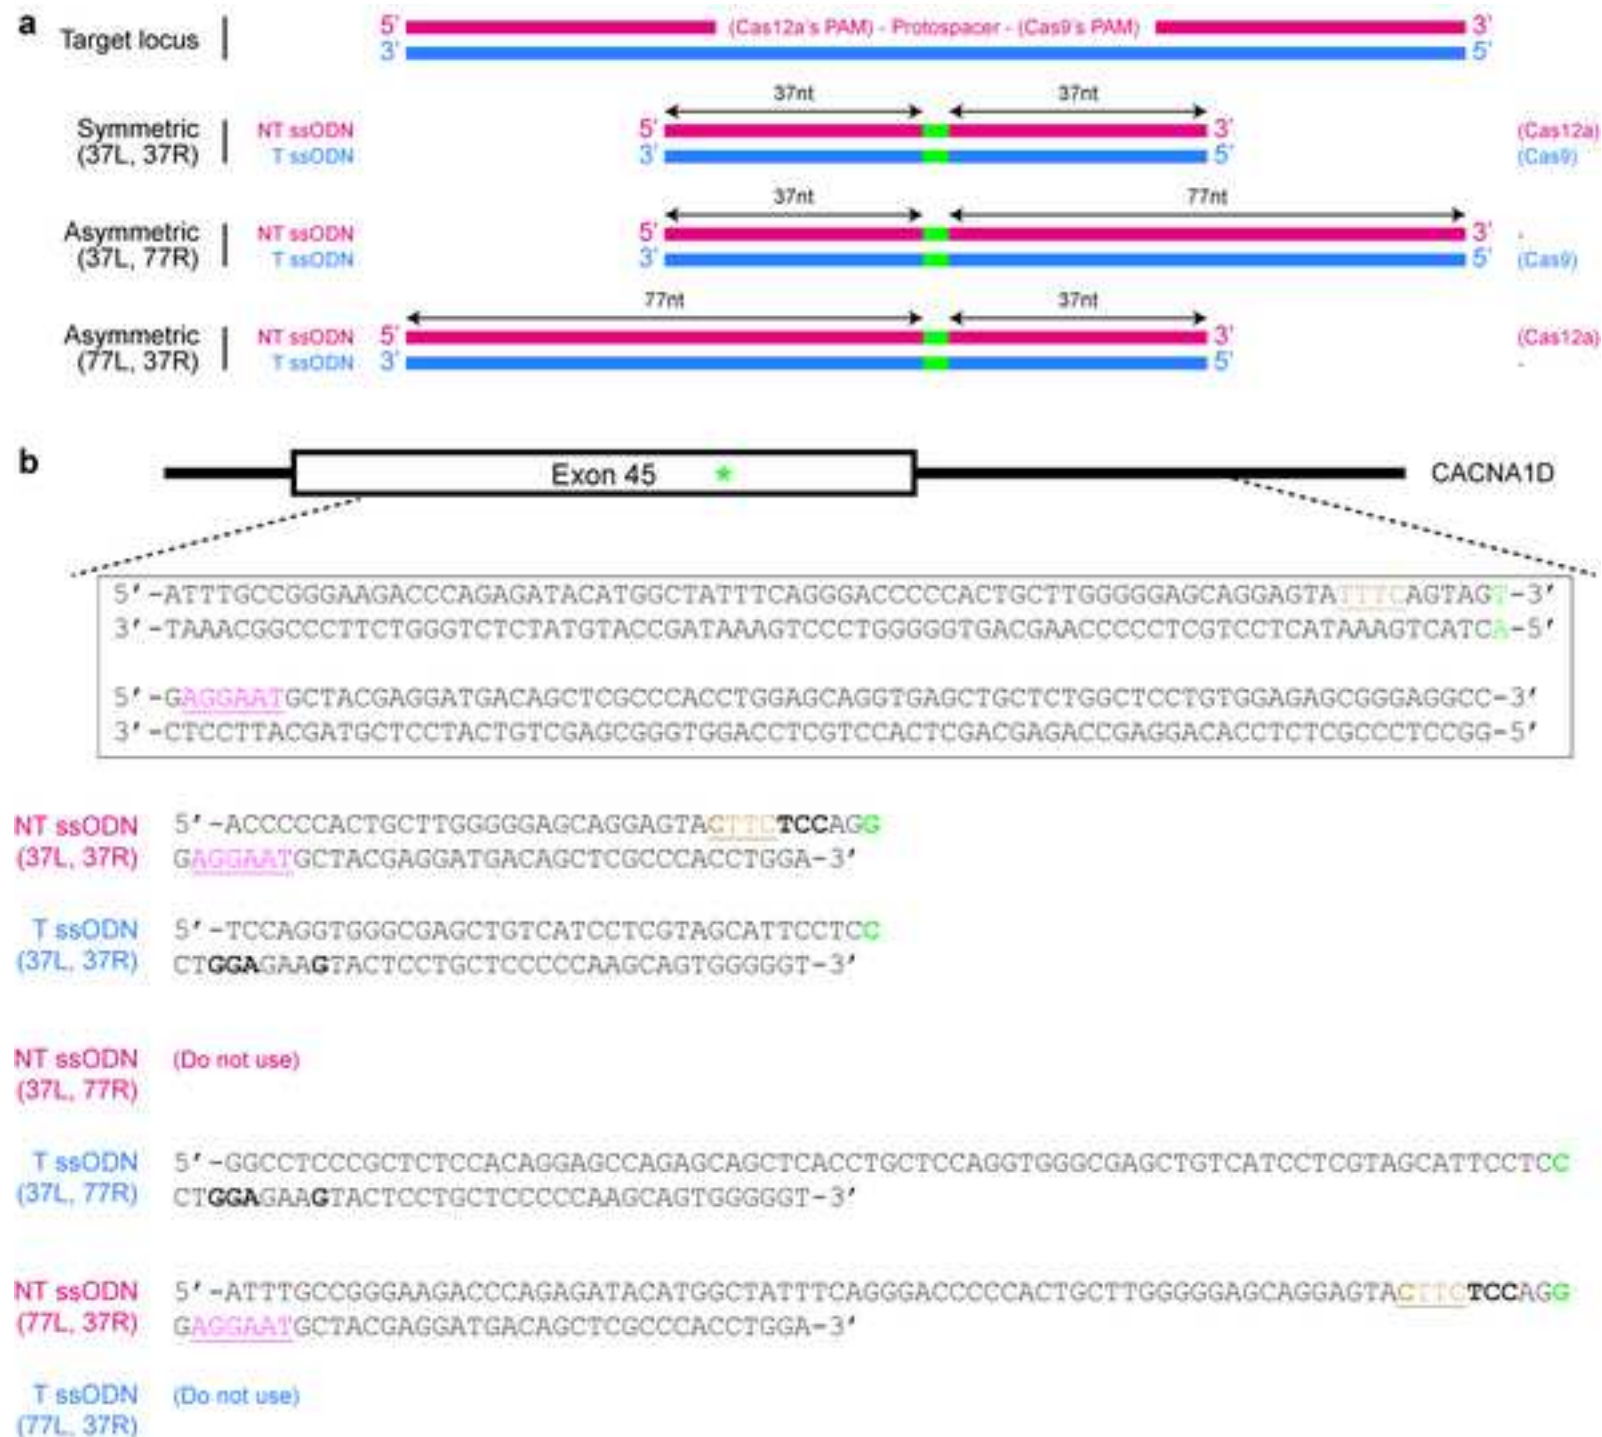 a
Target locus
5' (Cas12a's PAM) - Protospacer - (Cas9's PAM) 3'
3' 5'
37nt 37nt
Symmetric NT ssODN 5' 3' (Cas12a)
(37L, 37R) T ssODN 3' 5' (Cas9)
37nt 77nt
Asymmetric NT ssODN 5' 3' -
(37L, 77R) T ssODN 3' 5' (Cas9)
77nt 37nt
Asymmetric NT ssODN 5' 3' (Cas12a)
(77L, 37R) T ssODN 3' 5' -
b
Exon 45 * CACNA1D
5'-ATTTGCCGGGAAGACCCAGAGATACATGGCTATTTCAGGGACCCCCACTGCTTGGGGGAGCAGGAGTATTTCAGTAGT-3'
3'-TAAACGGCCCTTCTGGGTCTCTATGTACCGATAAAGTCCCTGGGGGTGACGAACCCCCTCGTCCTCATAAAGTCATCA-5'
5'-GAGGAATGCTACGAGGATGACAGCTCGCCCACCTGGAGCAGGTGAGCTGCTCTGGCTCCTGTGGAGAGCGGGAGGCC-3'
3'-CTCCTTACGATGCTCCTACTGTCGAGCGGGTGGACCTCGTCCACTCGACGAGACCGAGGACACCTCTCGCCCTCCGG-5'
NT ssODN 5'-ACCCCCACTGCTTGGGGGAGCAGGAGTACTTCTCCAGG
(37L, 37R) GAGGAATGCTACGAGGATGACAGCTCGCCCACCTGGA-3'
T ssODN 5'-TCCAGGTGGGCGAGCTGTCATCCTCGTAGCATTCCTCC
(37L, 37R) CTGGAGAAGTACTCCTGCTCCCCCAAGCAGTGGGGGT-3'
NT ssODN (Do not use)
(37L, 77R)
T ssODN 5'-GGCCTCCCGCTCTCCACAGGAGCCAGAGCAGCTCACCTGCTCCAGGTGGGCGAGCTGTCATCCTCGTAGCATTCCTCC
(37L, 77R) CTGGAGAAGTACTCCTGCTCCCCCAAGCAGTGGGGGT-3'
NT ssODN 5'-ATTTGCCGGGAAGACCCAGAGATACATGGCTATTTCAGGGACCCCCACTGCTTGGGGGAGCAGGAGTACTTCTCCAGG
(77L, 37R) GAGGAATGCTACGAGGATGACAGCTCGCCCACCTGGA-3'
T ssODN (Do not use)
(77L, 37R)